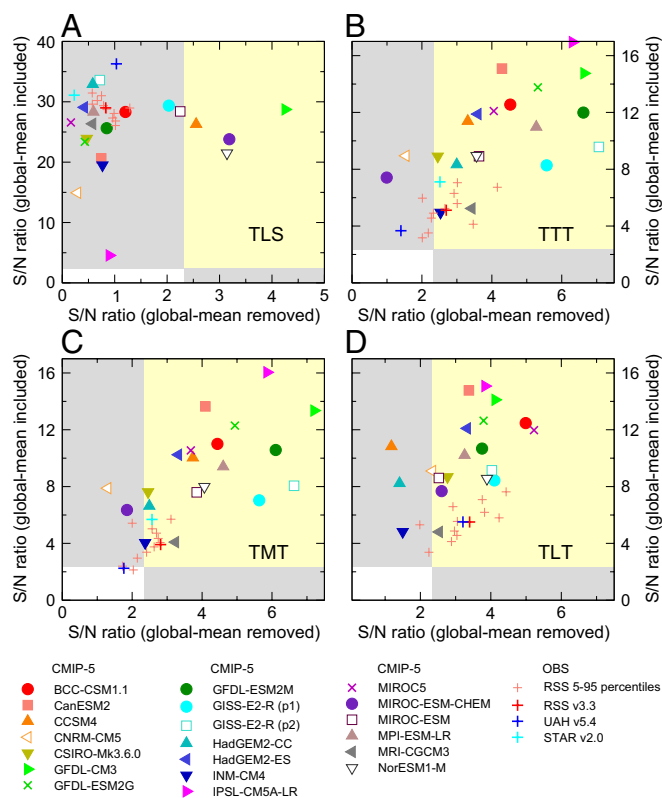 A
B
S/N ratio (global-mean included)
40
35
30
25
20
15
10
5
0
TLS
0 1 2 3 4 5
S/N ratio (global-mean removed)
16
12
8
4
0
S/N ratio (global-mean included)
TTT
0 2 4 6
S/N ratio (global-mean removed)
C
D
S/N ratio (global-mean included)
16
12
8
4
0
TMT
0 2 4 6
S/N ratio (global-mean removed)
16
12
8
4
0
S/N ratio (global-mean included)
TLT
0 2 4 6
S/N ratio (global-mean removed)
CMIP-5
BCC-CSM1.1
CanESM2
CCSM4
CNRM-CM5
CSIRO-Mk3.6.0
GFDL-CM3
GFDL-ESM2G
CMIP-5
GFDL-ESM2M
GISS-E2-R (p1)
GISS-E2-R (p2)
HadGEM2-CC
HadGEM2-ES
INM-CM4
IPSL-CM5A-LR
CMIP-5
MIROC5
MIROC-ESM-CHEM
MIROC-ESM
MPI-ESM-LR
MRI-CGCM3
NorESM1-M
OBS
RSS 5-95 percentiles
RSS v3.3
UAH v5.4
STAR v2.0